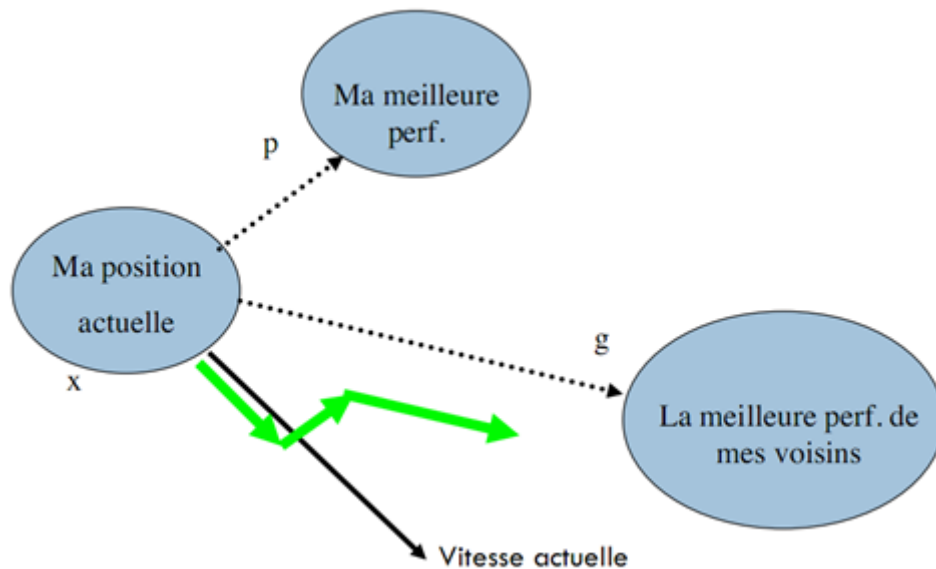 Ma meilleure
perf.
p
Ma position
actuelle
x
g
La meilleure perf. de
mes voisins
Vitesse actuelle